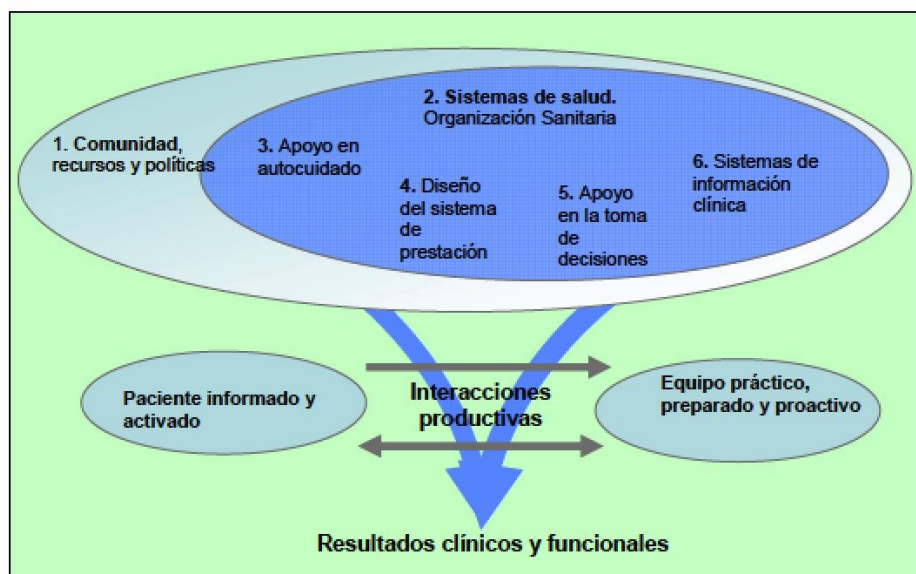 2. Sistemas de salud.
Organización Sanitaria
1. Comunidad,
recursos y políticas
3. Apoyo en
autocuidado
4. Diseño
del sistema
de
prestación
5. Apoyo
en la toma
de
decisiones
6. Sistemas de
información
clínica
Paciente informado y
activado
Interacciones
productivas
Equipo práctico,
preparado y proactivo
Resultados clínicos y funcionales